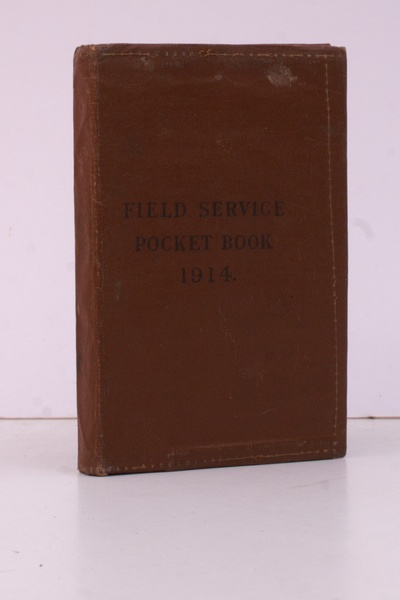 FIELD SERVICE
POCKET BOOK
1914.